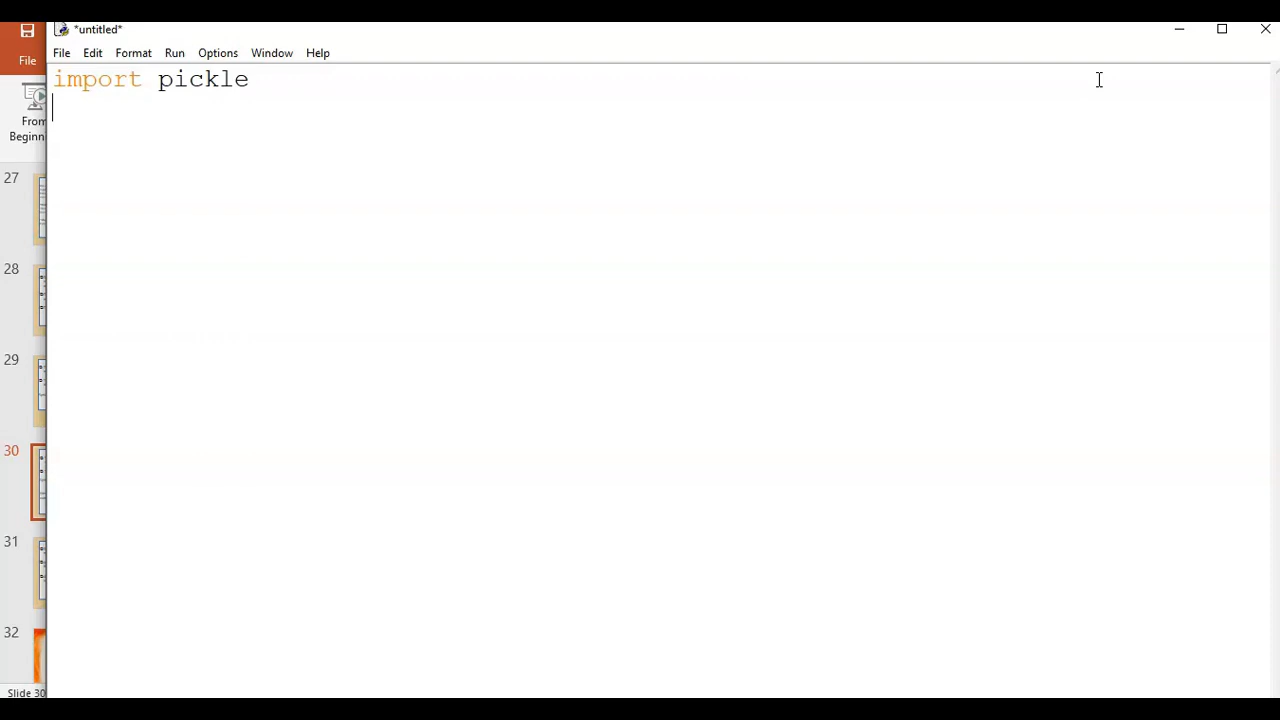 *untitled*
File Edit Format Run Options Window Help
import pickle
File
From
Beginn
27
28
29
30
31
32
Slide 30